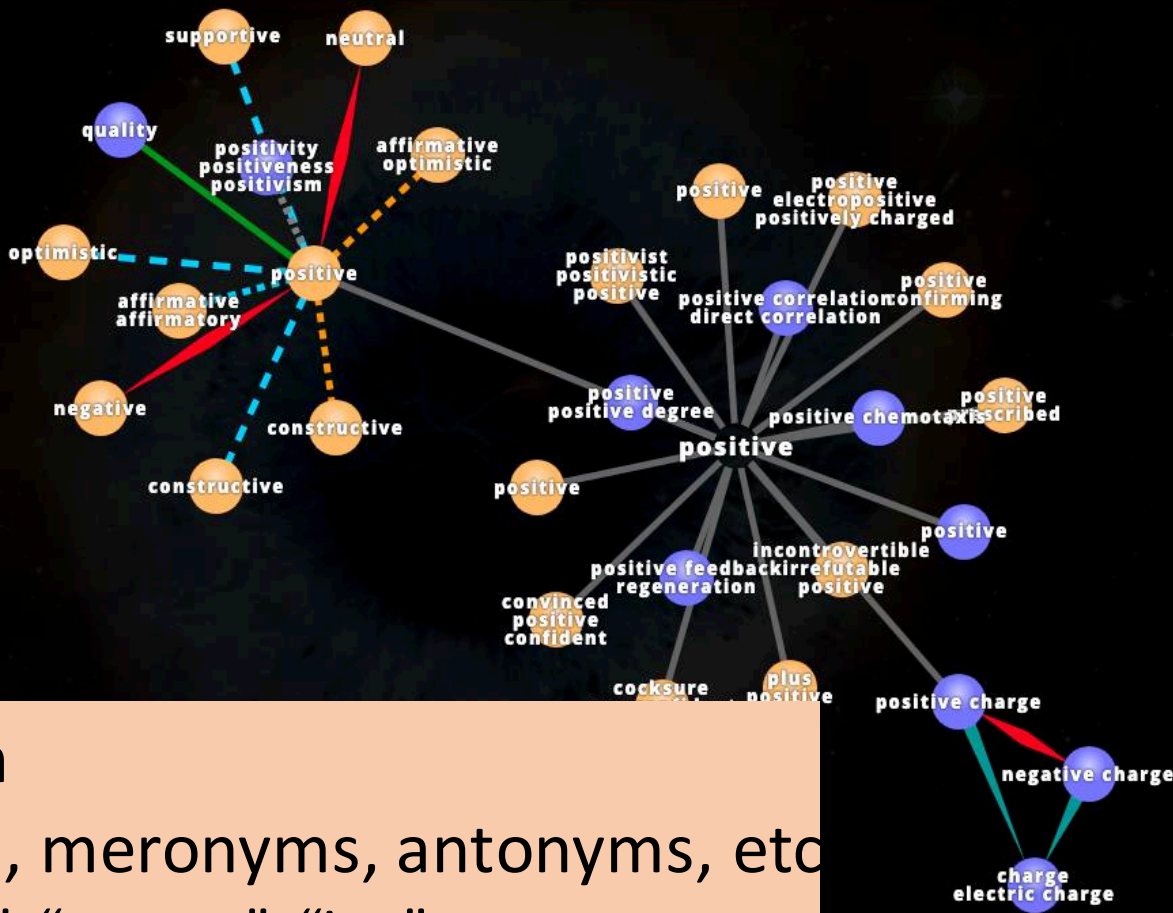 supportive
neutral
quality
positivity
positiveness
positivism
affirmative
optimistic
optimistic
positive
affirmative
affirmatory
negative
constructive
constructive
positive
positive
electropositive
positively charged
positivist
positivistic
positive
positive correlation
direct correlation
positive
confirming
positive
positive degree
positive chemotaxis
positive
positive
positive
positive
incontrovertible
irrefutable
positive
positive feedback
regeneration
convinced
positive
confident
cocksure
plus
positive
positive charge
negative charge
charge
electric charge
, meronyms, antonyms, etc